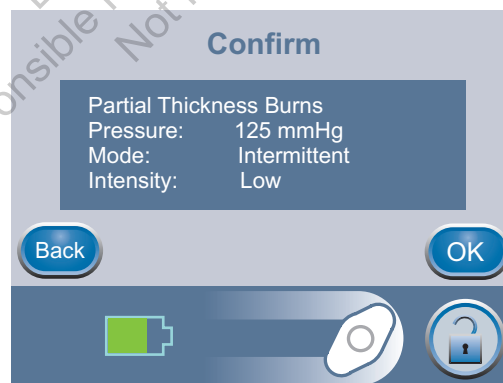 Confirm
Partial Thickness Burns
Pressure: 125 mmHg
Mode: Intermittent
Intensity: Low
Back
OK